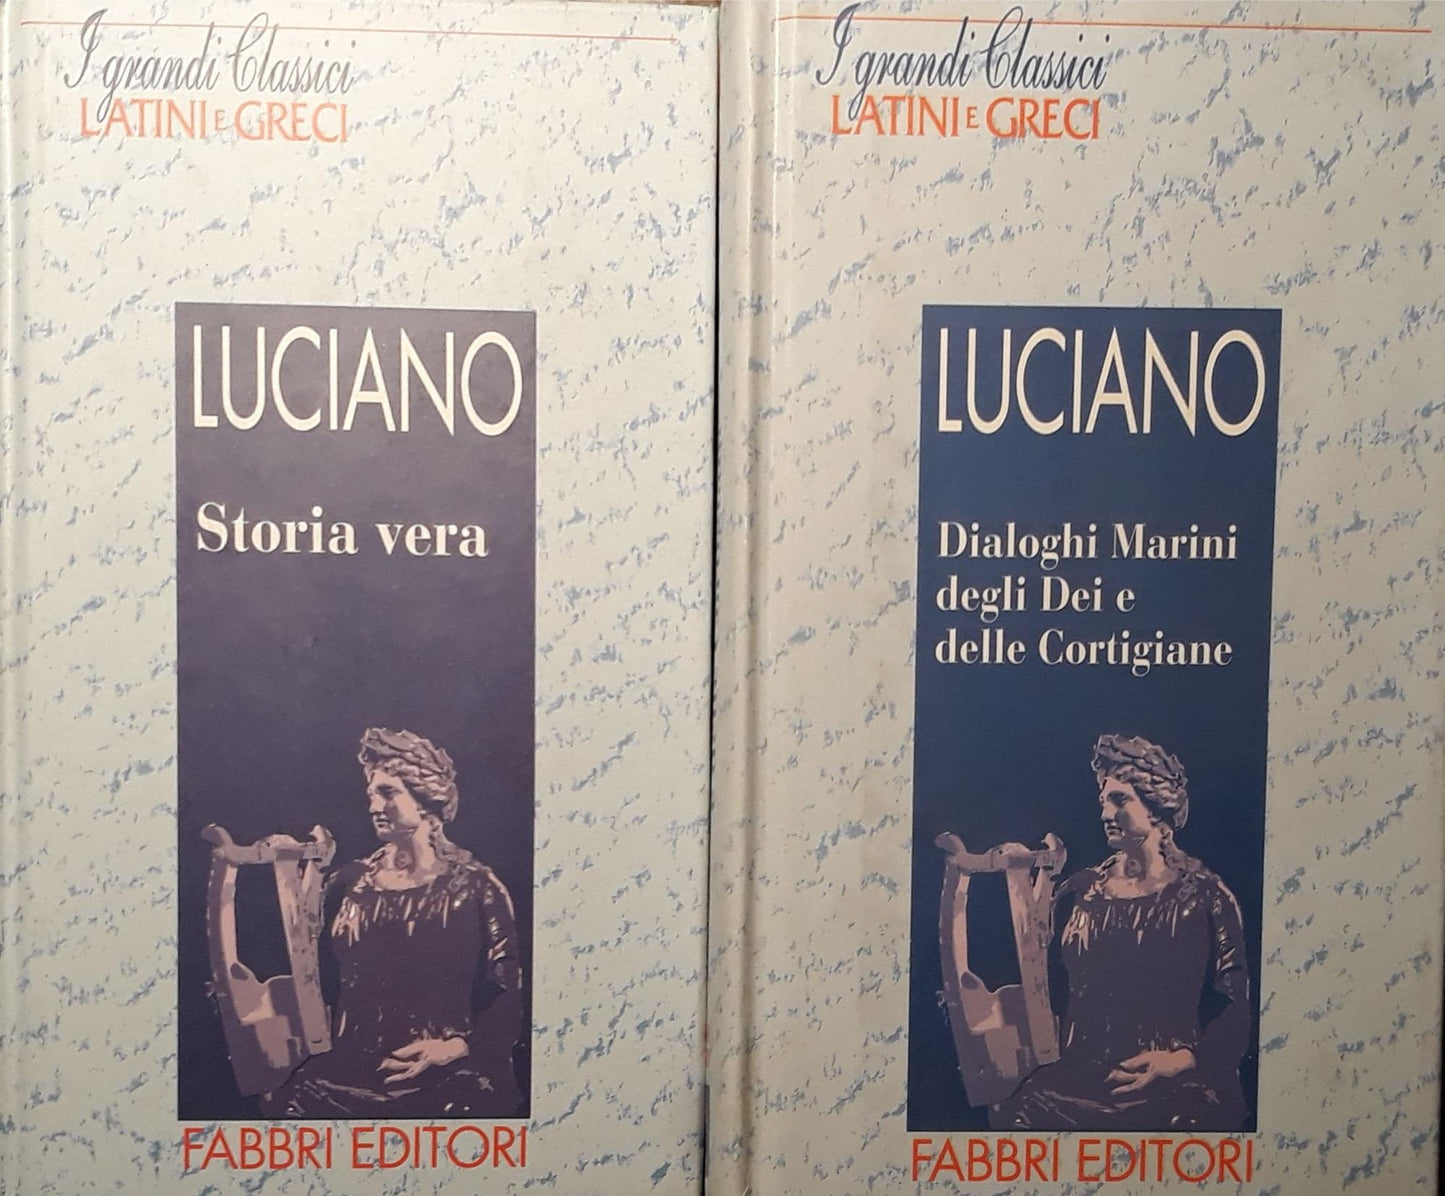 I grandi Classici
LATINI E GRECI
LUCIANO
Storia vera
FABBRI EDITORI
I grandi Classici
LATINI E GRECI
LUCIANO
Dialoghi Marini
degli Dei e
delle Cortigiane
FABBRI EDITORI